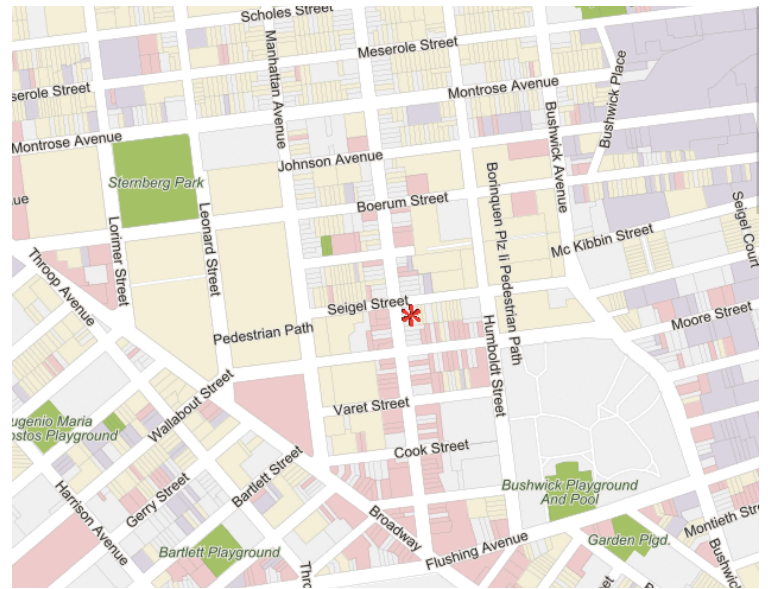 Scholes Street
Meserole Street
serole Street
Manhattan Avenue
Montrose Avenue
Bushwick Avenue
Bushwick Place
Montrose Avenue
Johnson Avenue
Sternberg Park
Boerum Street
Borinquen Plz Ii Pedestrian Path
Seigel Court
ue
Lorimer Street
Leonard Street
Mc Kibbin Street
Throop Avenue
Seigel Street
Pedestrian Path
Moore Street
Humboldt Street
Wallabout Street
Varet Street
ugenio Maria
ostos Playground
Cook Street
Bartlett Street
Gerry Street
Harrison Avenue
Bushwick Playground
And Pool
Broadway
Bartlett Playground
Flushing Avenue
Garden Plgd.
Montieth Stre
Bushwick
Thro